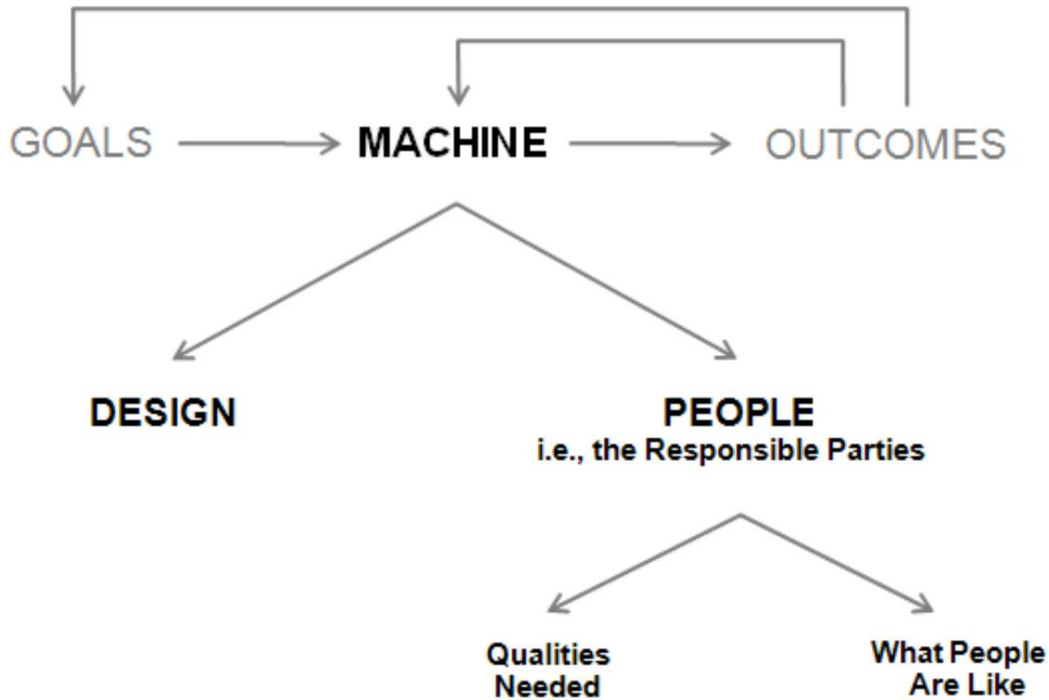 GOALS
MACHINE
OUTCOMES
DESIGN
PEOPLE
i.e., the Responsible Parties
Qualities
Needed
What People
Are Like